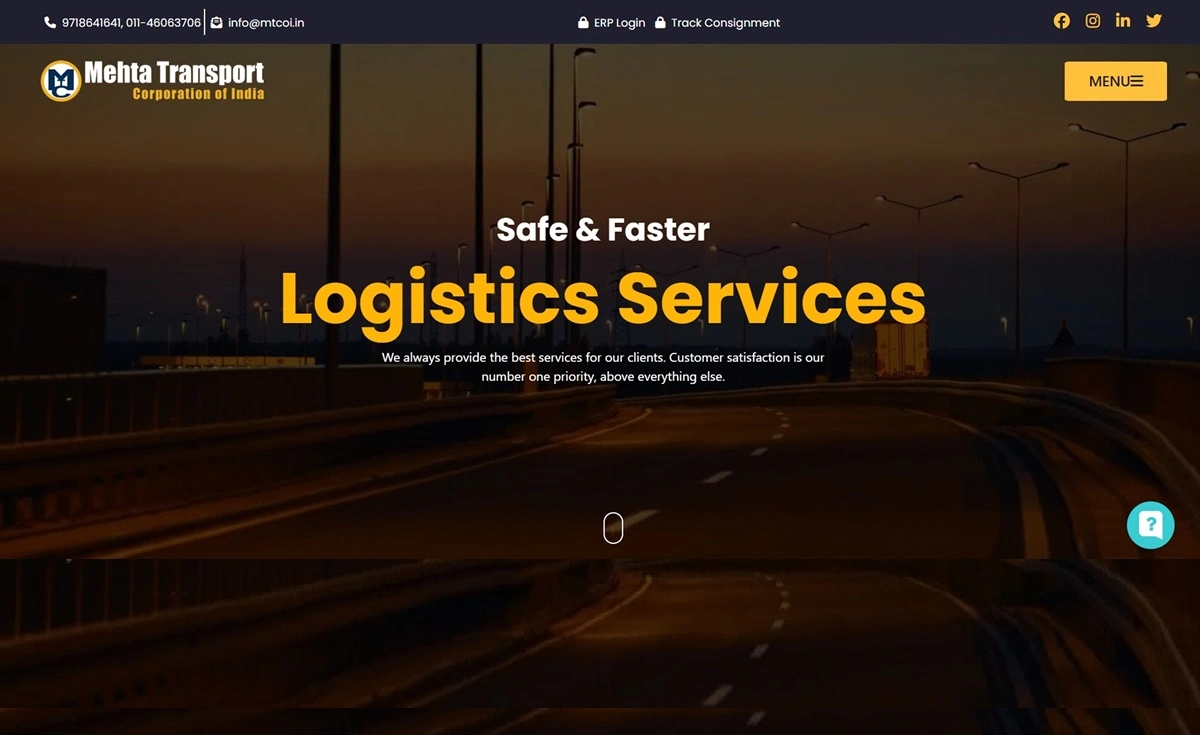 9718641641, 011-46063706 info@mtcoi.in ERP Login Track Consignment
MC
Mehta Transport
Corporation of India
MENU
Safe & Faster
Logistics Services
We always provide the best services for our clients. Customer satisfaction is our
number one priority, above everything else.
?